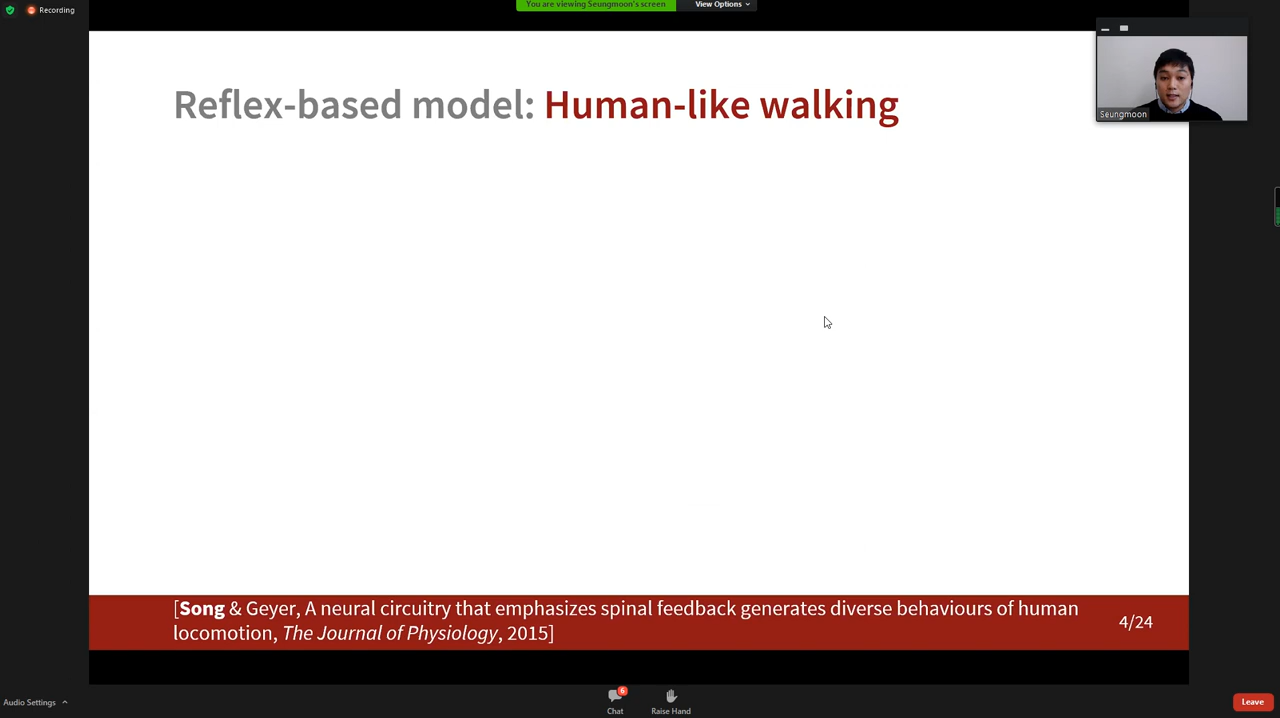 Recording
You are viewing Seungmoon's screen
View Options
Reflex-based model: Human-like walking
Seungmoon
[Song & Geyer, A neural circuitry that emphasizes spinal feedback generates diverse behaviours of human
locomotion, The Journal of Physiology, 2015]
4/24
Audio Settings
6
Chat
Raise Hand
Leave